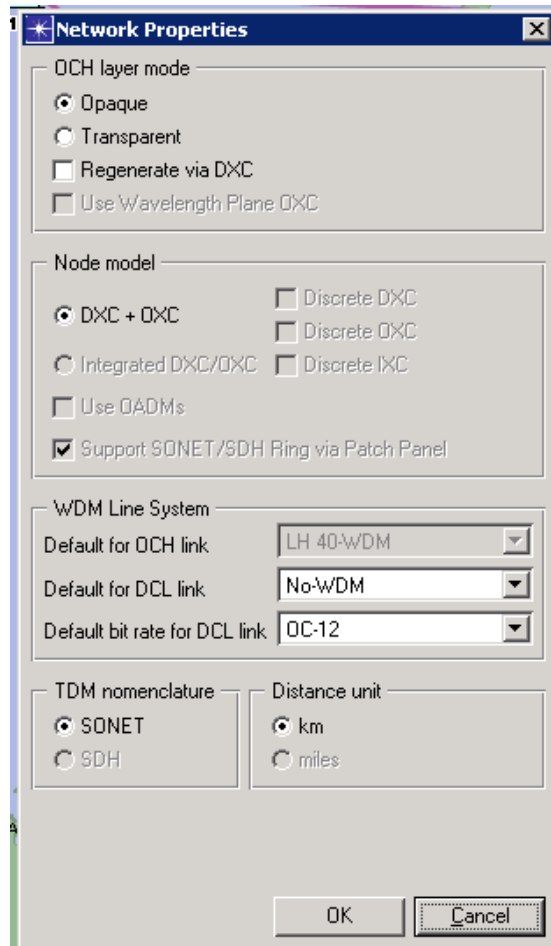 1
Network Properties
OCH layer mode
Opaque
Transparent
Regenerate via DXC
Use Wavelength Plane OXC
Node model
DXC + OXC
Discrete DXC
Discrete OXC
Integrated DXC/OXC
Discrete IXC
Use OADMs
Support SONET/SDH Ring via Patch Panel
WDM Line System
Default for OCH link
LH 40-WDM
Default for DCL link
No-WDM
Default bit rate for DCL link
OC-12
TDM nomenclature
Distance unit
SONET
km
SDH
miles
OK
Cancel